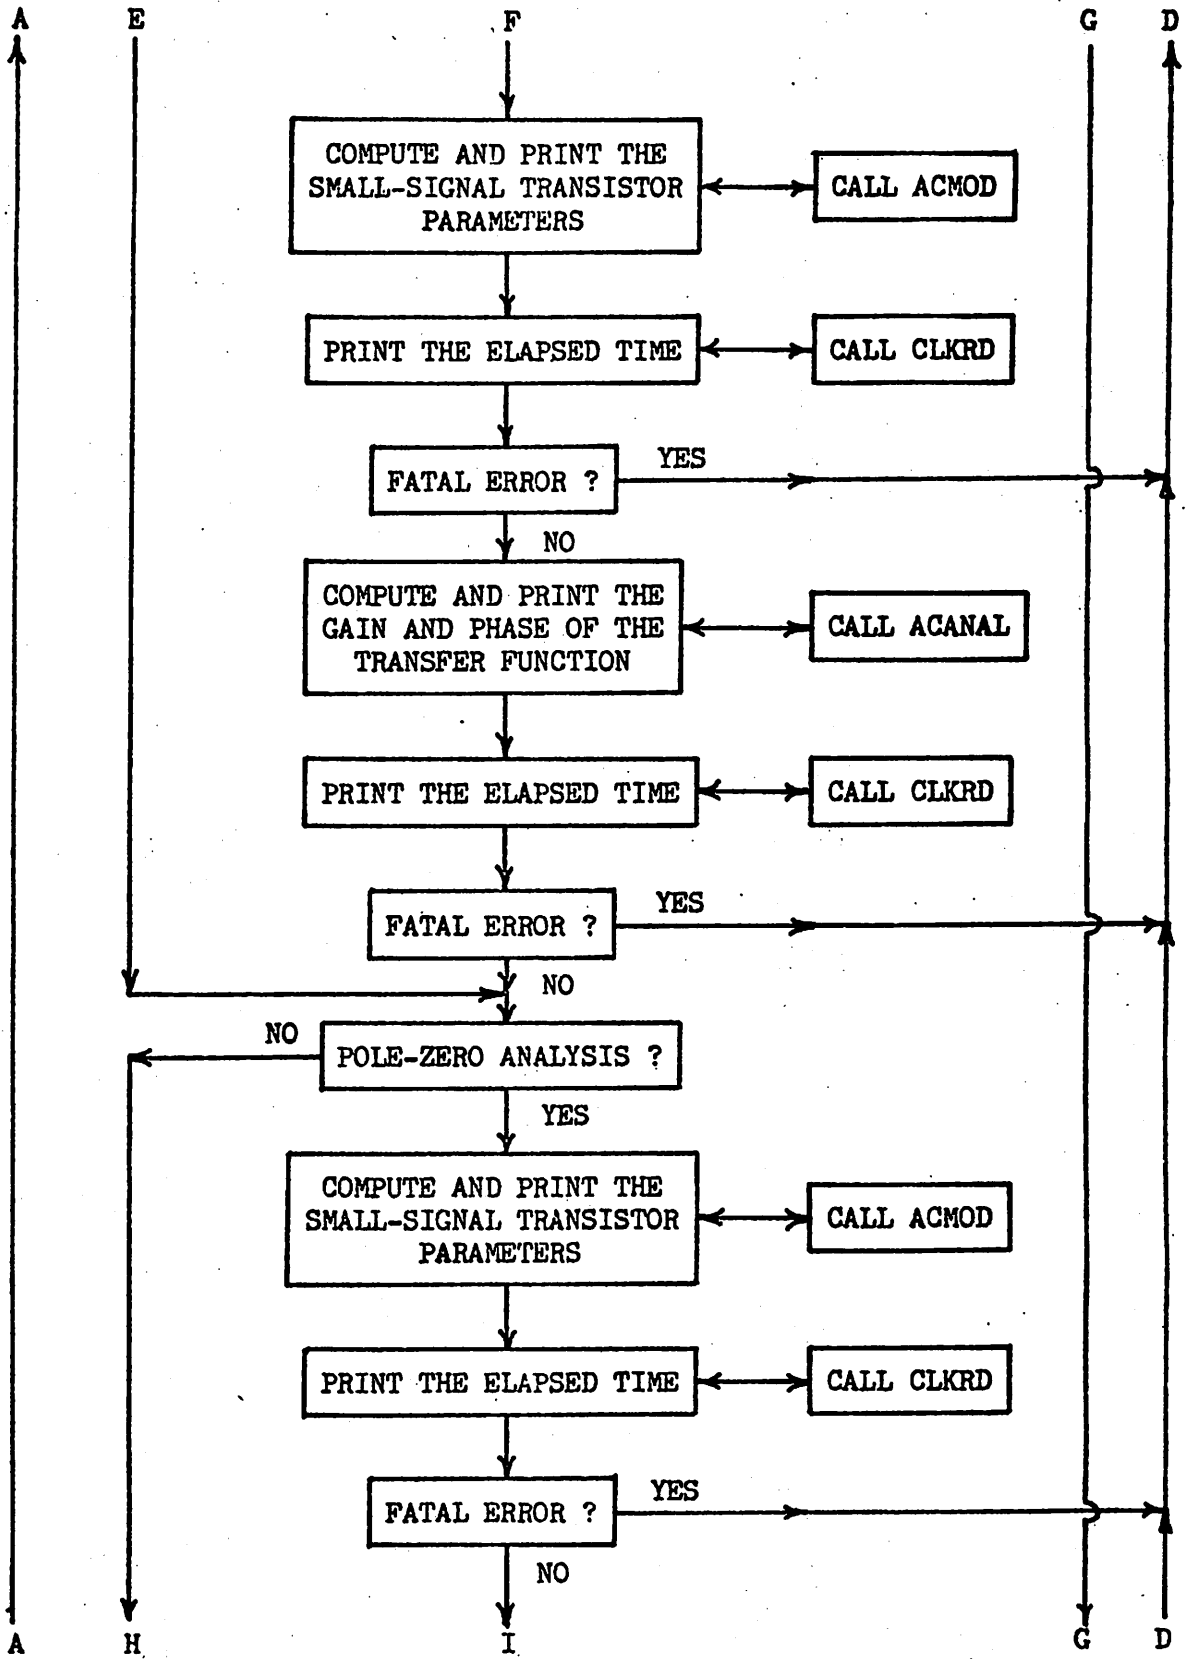 A E F G D
COMPUTE AND PRINT THE
SMALL-SIGNAL TRANSISTOR
PARAMETERS
CALL ACMOD
PRINT THE ELAPSED TIME
CALL CLKRD
FATAL ERROR ?
YES
NO
COMPUTE AND PRINT THE
GAIN AND PHASE OF THE
TRANSFER FUNCTION
CALL ACANAL
PRINT THE ELAPSED TIME
CALL CLKRD
FATAL ERROR ?
YES
NO
NO
POLE-ZERO ANALYSIS ?
YES
COMPUTE AND PRINT THE
SMALL-SIGNAL TRANSISTOR
PARAMETERS
CALL ACMOD
PRINT THE ELAPSED TIME
CALL CLKRD
FATAL ERROR ?
YES
NO
A H I G D